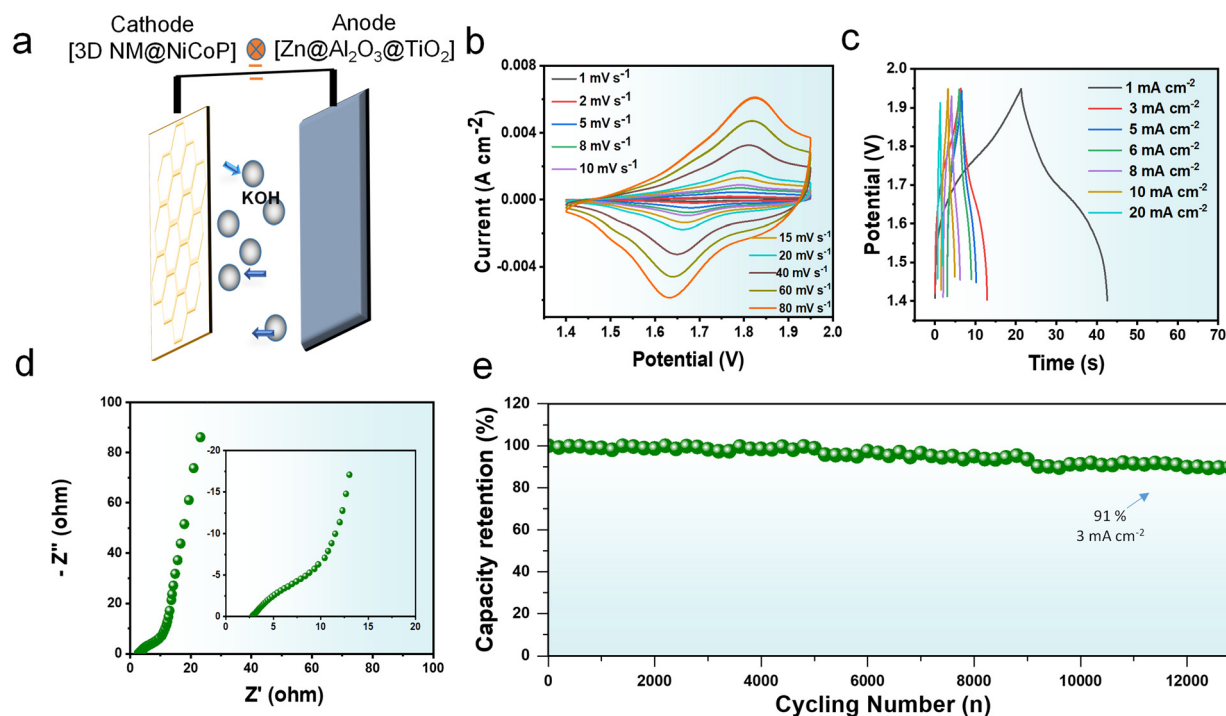 a
Cathode
[3D NM@NiCoP]
Anode
[Zn@Al₂O₃@TiO₂]
KOH
b
0.008
0.004
0.000
-0.004
Current (A cm⁻²)
1 mV s⁻¹
2 mV s⁻¹
5 mV s⁻¹
8 mV s⁻¹
10 mV s⁻¹
15 mV s⁻¹
20 mV s⁻¹
40 mV s⁻¹
60 mV s⁻¹
80 mV s⁻¹
1.4 1.5 1.6 1.7 1.8 1.9 2.0
Potential (V)
c
2.0
1.9
1.8
1.7
1.6
1.5
1.4
Potential (V)
1 mA cm⁻²
3 mA cm⁻²
5 mA cm⁻²
6 mA cm⁻²
8 mA cm⁻²
10 mA cm⁻²
20 mA cm⁻²
0 10 20 30 40 50 60 70
Time (s)
d
100
80
60
40
20
0
- Z'' (ohm)
-20
-15
-10
-5
0
0 5 10 15 20
0 20 40 60 80 100
Z' (ohm)
e
120
100
80
60
40
20
0
Capacity retention (%)
91 %
3 mA cm⁻²
0 2000 4000 6000 8000 10000 12000
Cycling Number (n)